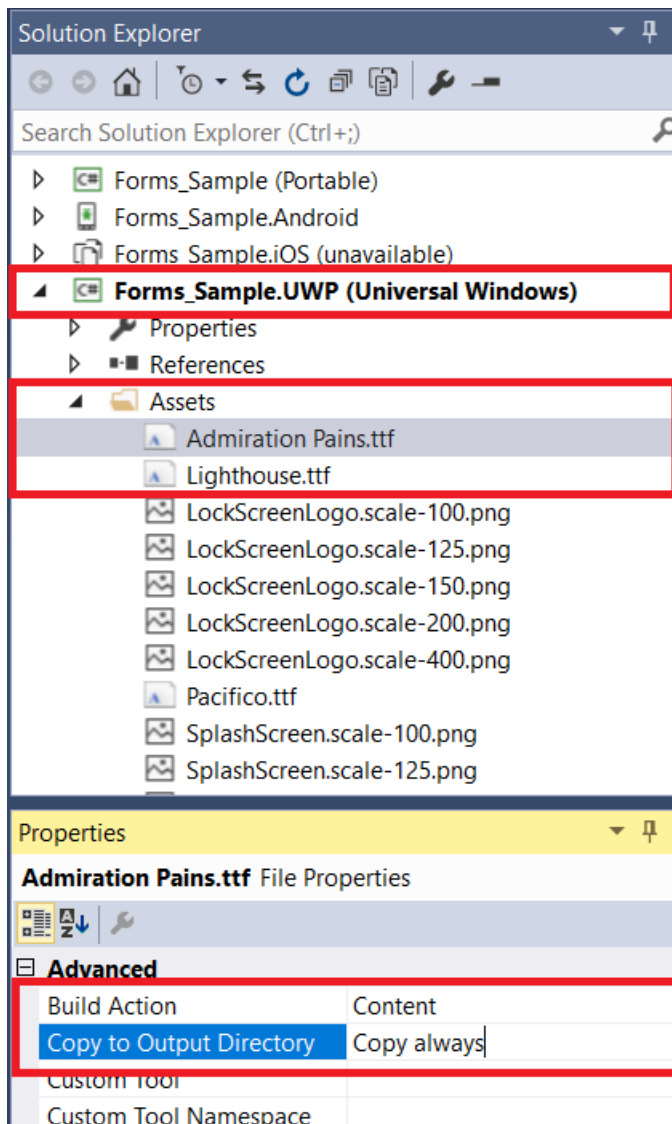 Solution Explorer
Search Solution Explorer (Ctrl+;)
C# Forms_Sample (Portable)
Forms_Sample.Android
Forms_Sample.iOS (unavailable)
C# Forms_Sample.UWP (Universal Windows)
Properties
References
Assets
Admiration Pains.ttf
Lighthouse.ttf
LockScreenLogo.scale-100.png
LockScreenLogo.scale-125.png
LockScreenLogo.scale-150.png
LockScreenLogo.scale-200.png
LockScreenLogo.scale-400.png
Pacifico.ttf
SplashScreen.scale-100.png
SplashScreen.scale-125.png
Properties
Admiration Pains.ttf File Properties
Advanced
Build Action Content
Copy to Output Directory Copy always
Custom Tool
Custom Tool Namespace